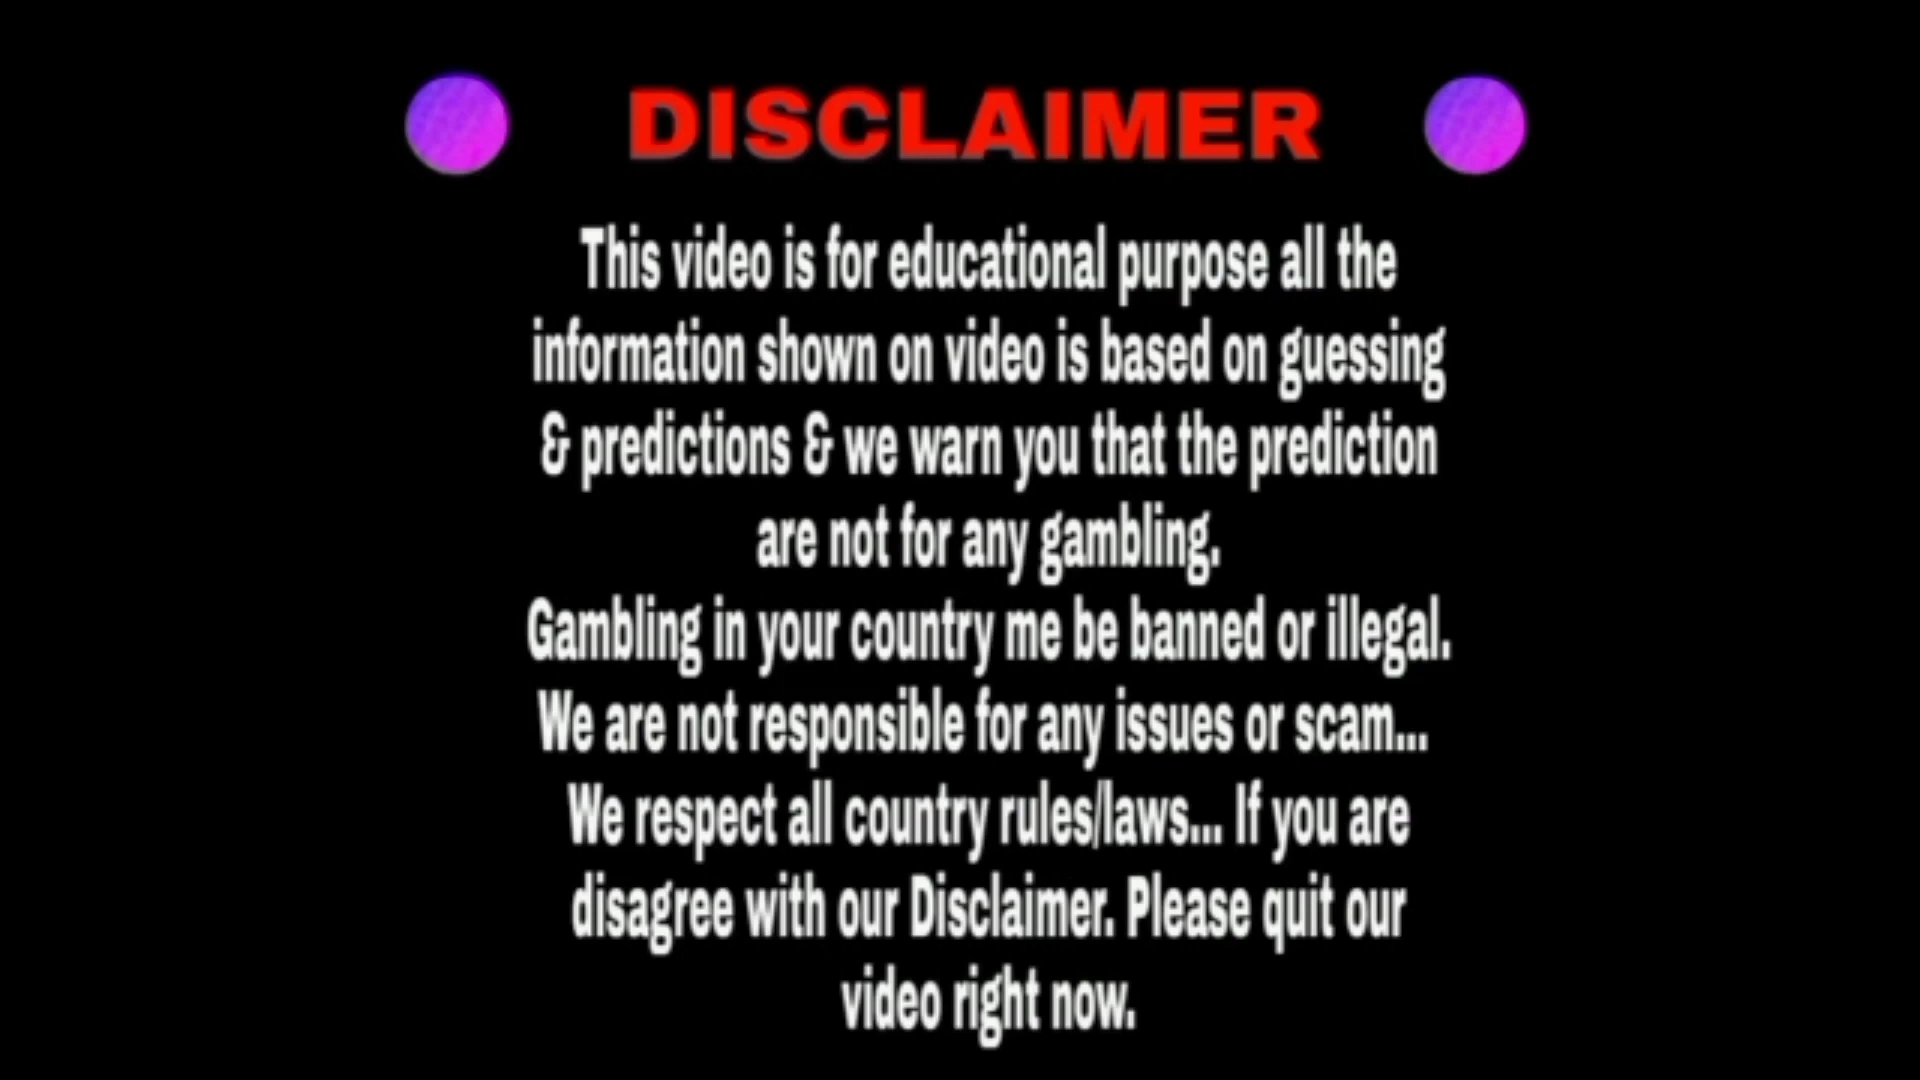 DISCLAIMER
This video is for educational purpose all the
information shown on video is based on guessing
& predictions & we warn you that the prediction
are not for any gambling.
Gambling in your country me be banned or illegal.
We are not responsible for any issues or scam...
We respect all country rules/laws... If you are
disagree with our Disclaimer. Please quit our
video right now.